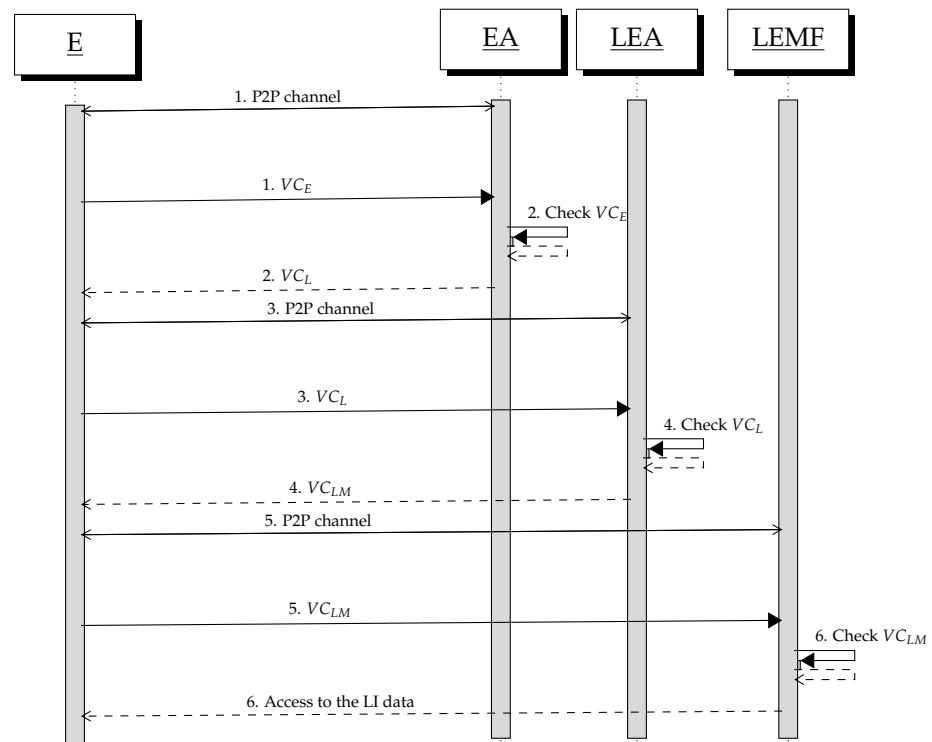 E
EA
LEA
LEMF
1. P2P channel
1. VC_E
2. Check VC_E
2. VC_L
3. P2P channel
3. VC_L
4. Check VC_L
4. VC_LM
5. P2P channel
5. VC_LM
6. Check VC_LM
6. Access to the LI data